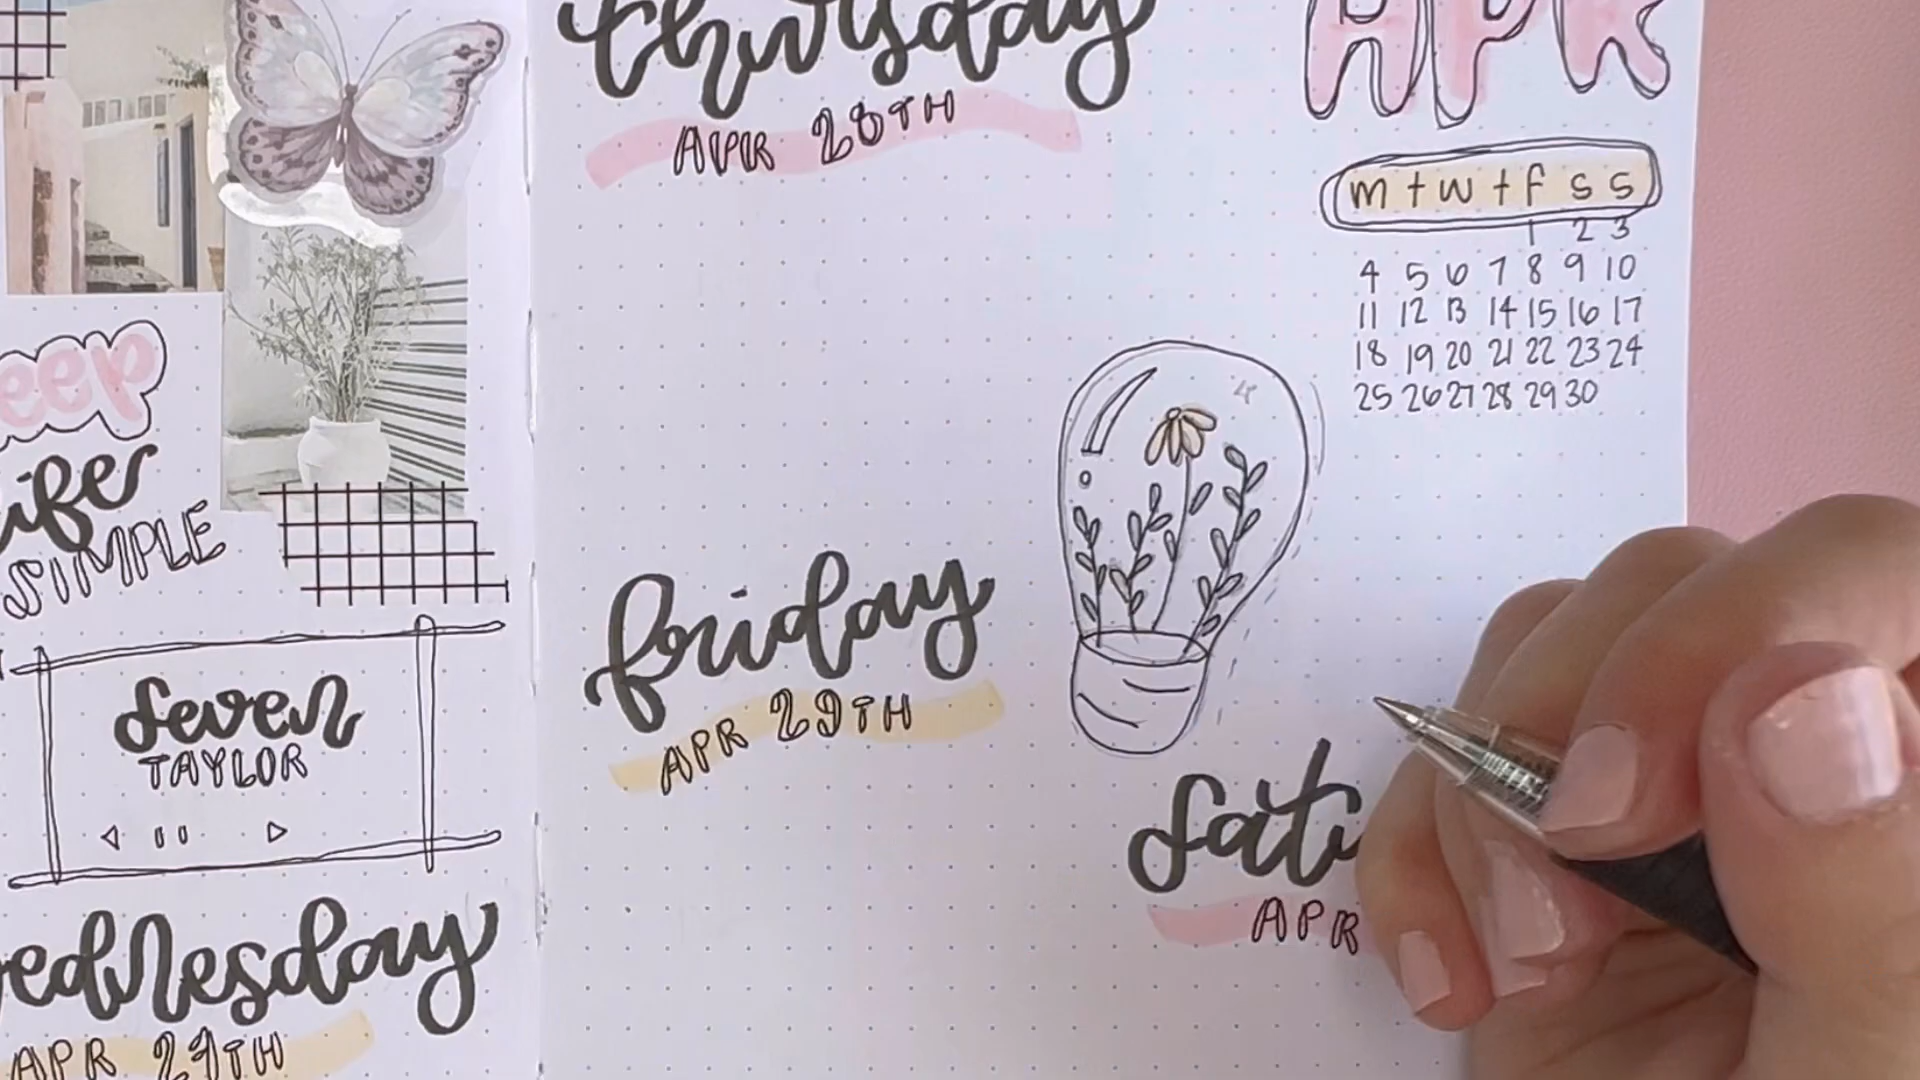 eep
life
SIMPLE
seven
TAYLOR
wednesday
APR 27TH
thursday
APR 28TH
friday
APR 29TH
satu
APR
APR
m t w t f s s
1 2 3
4 5 6 7 8 9 10
11 12 13 14 15 16 17
18 19 20 21 22 23 24
25 26 27 28 29 30